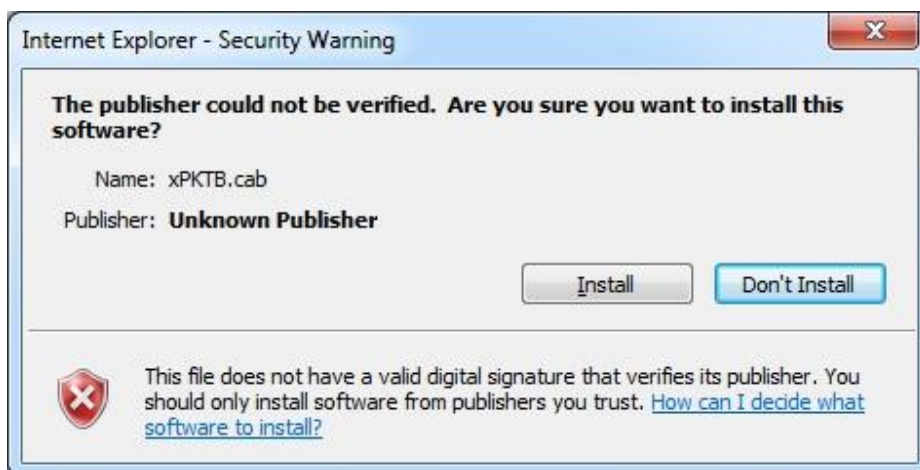 Internet Explorer - Security Warning
The publisher could not be verified. Are you sure you want to install this
software?
Name: xPKTB.cab
Publisher: Unknown Publisher
Install
Don't Install
This file does not have a valid digital signature that verifies its publisher. You
should only install software from publishers you trust. How can I decide what
software to install?